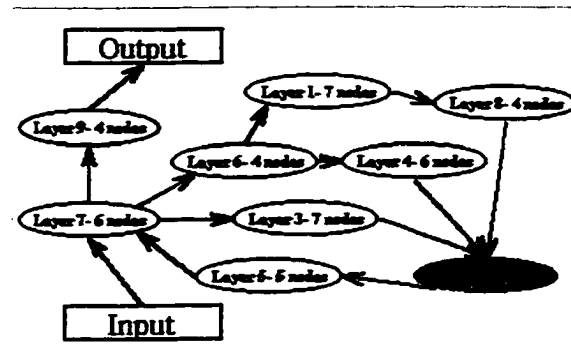 Output
Layer 1- 7 nodes
Layer 8- 4 nodes
Layer 9- 4 nodes
Layer 6- 4 nodes
Layer 4- 6 nodes
Layer 7- 6 nodes
Layer 3- 7 nodes
Layer 5- 5 nodes
Input